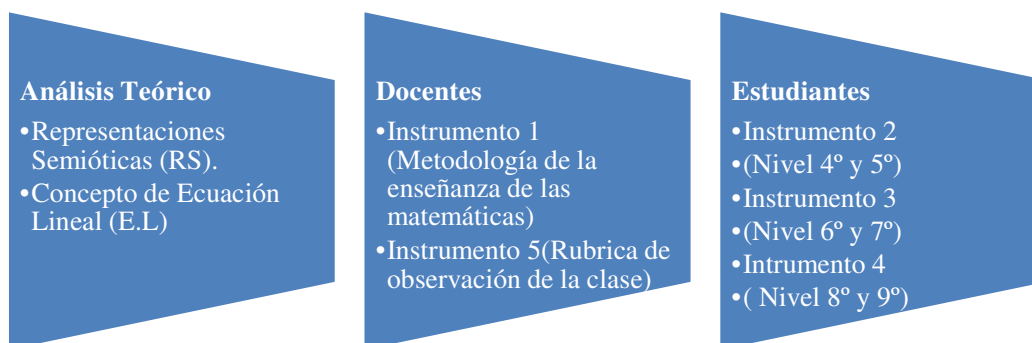 Análisis Teórico
•Representaciones
Semióticas (RS).
•Concepto de Ecuación
Lineal (E.L)
Docentes
•Instrumento 1
(Metodología de la
enseñanza de las
matemáticas)
•Instrumento 5(Rubrica de
observación de la clase)
Estudiantes
•Instrumento 2
•(Nivel 4º y 5º)
•Instrumento 3
•(Nivel 6º y 7º)
•Intrumento 4
•( Nivel 8º y 9º)